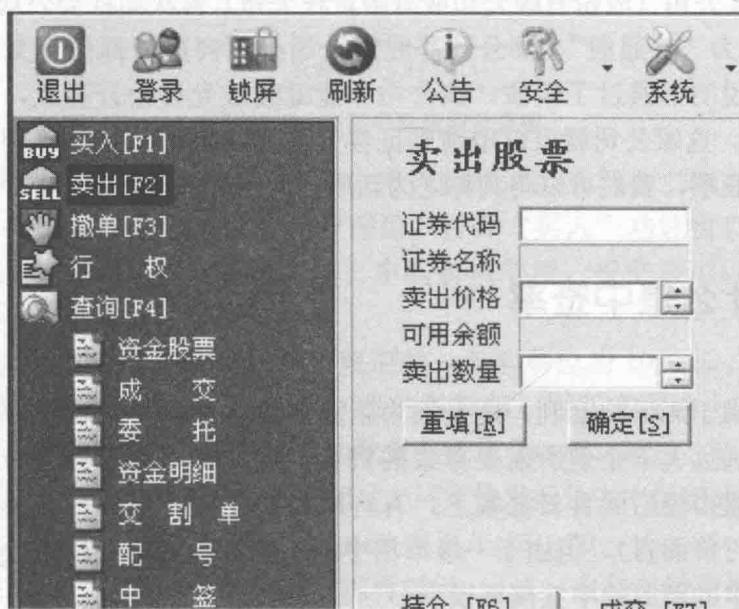 退出 登录 锁屏 刷新 公告 安全 系统
BUY 买入[F1]
SELL 卖出[F2]
撤单[F3]
行 权
查询[F4]
资金股票
成 交
委 托
资金明细
交 割 单
配 号
中 签
卖出股票
证券代码
证券名称
卖出价格
可用余额
卖出数量
重填[R] 确定[S]
持仓 [F6] 成交 [F7]